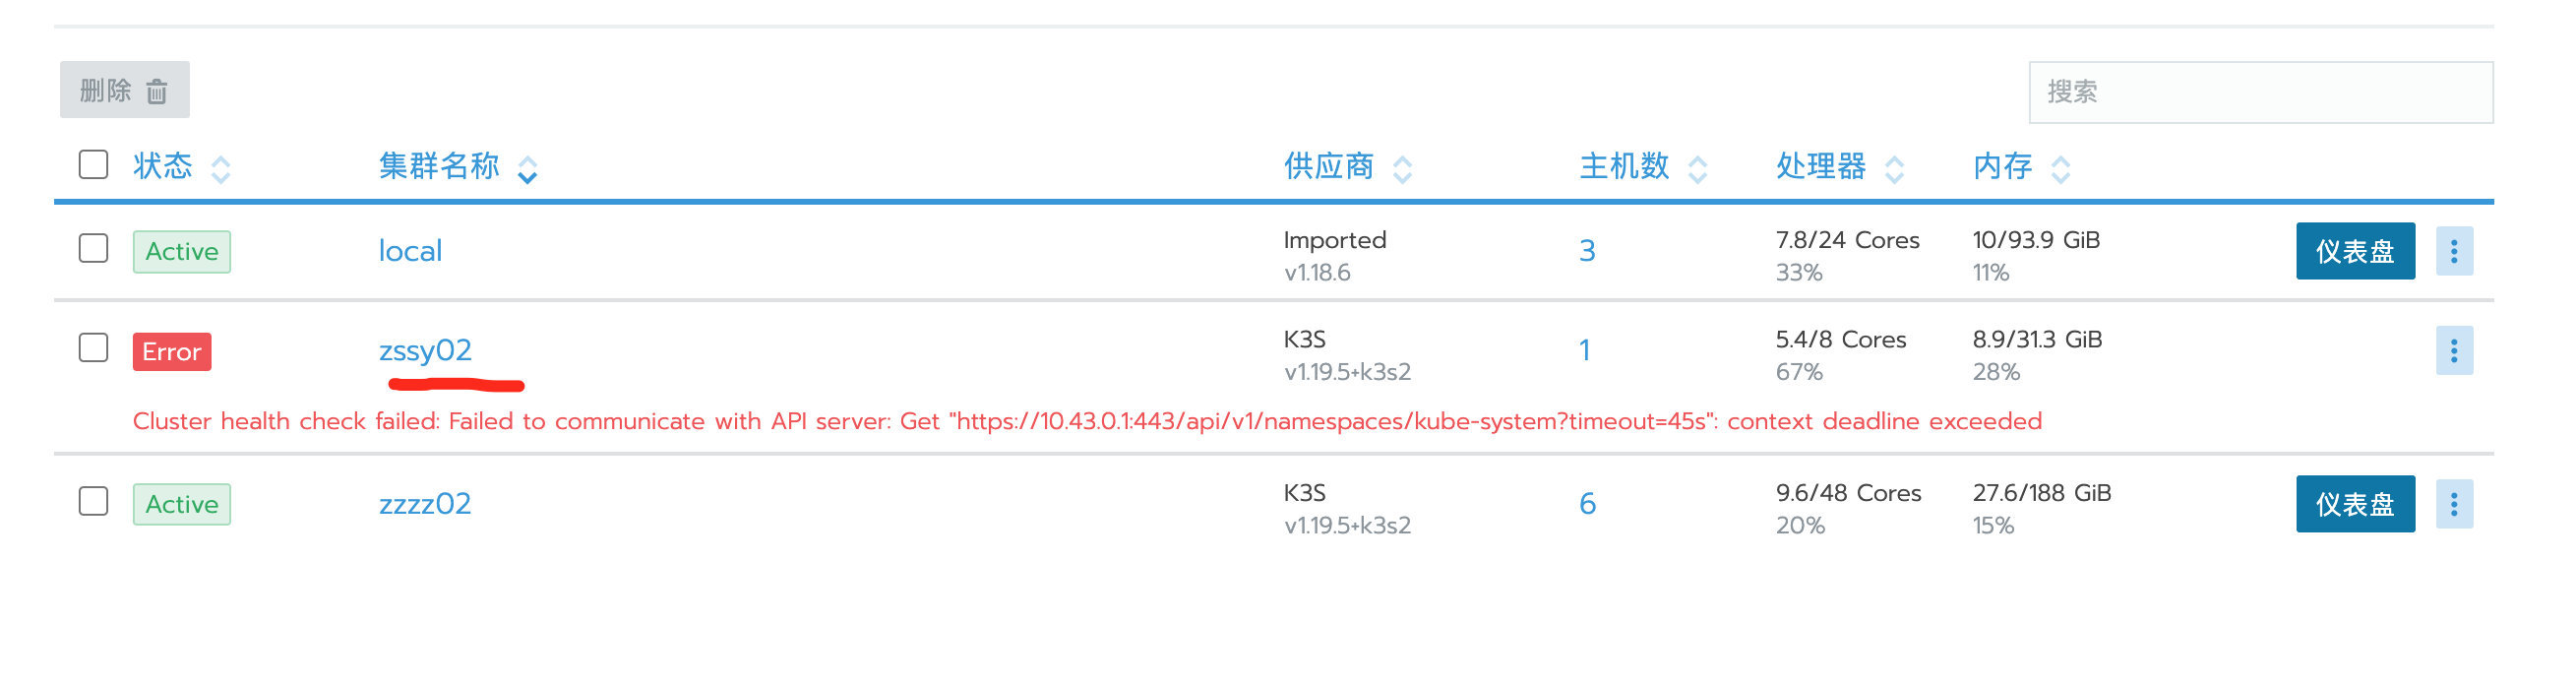 删除
搜索
状态 集群名称 供应商 主机数 处理器 内存
Active local Imported 3 7.8/24 Cores 10/93.9 GiB 仪表盘
v1.18.6 33% 11%
Error zssy02 K3S 1 5.4/8 Cores 8.9/31.3 GiB
v1.19.5+k3s2 67% 28%
Cluster health check failed: Failed to communicate with API server: Get "https://10.43.0.1:443/api/v1/namespaces/kube-system?timeout=45s": context deadline exceeded
Active zzzz02 K3S 6 9.6/48 Cores 27.6/188 GiB 仪表盘
v1.19.5+k3s2 20% 15%